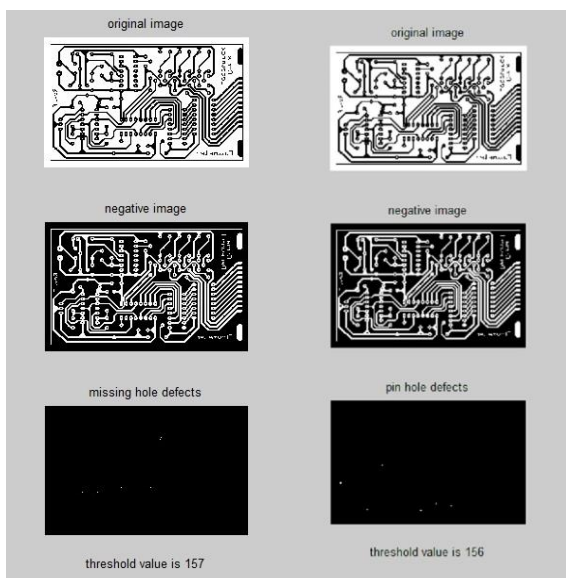 original image
original image
negative image
negative image
missing hole defects
pin hole defects
threshold value is 157
threshold value is 156